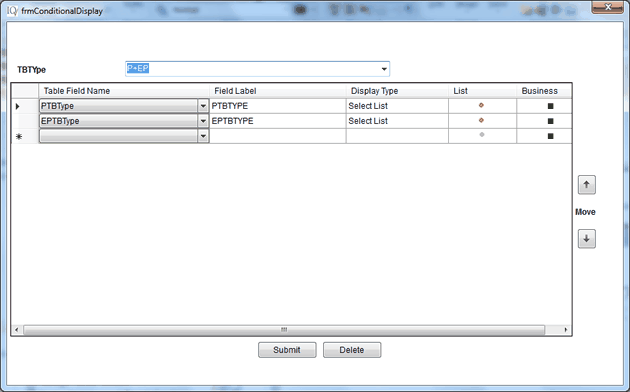 IQ frmConditionalDisplay
TBTYpe P+EP
Table Field Name Field Label Display Type List Business
PTBType PTBTYPE Select List
EPTBType EPTBTYPE Select List
Move
Submit Delete